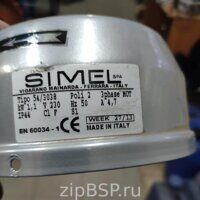 SIMEL SPA
VIGARANO MAINARDA - FERRARA - ITALY
Tipo 54/3038 Poli 2 3phase MOT
kW 1,1 V 230 Hz 50 A 4,7
IP44 Cl F S1
WEEK 27/13
EN 60034-1 CE MADE IN ITALY
zipBSP.ru